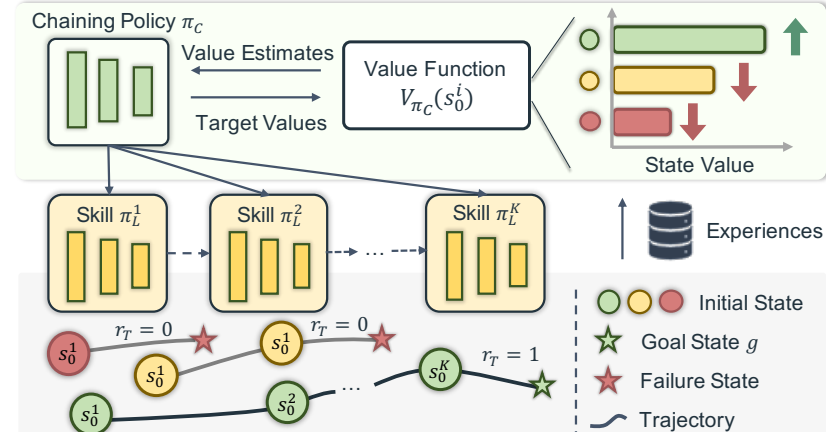 Chaining Policy π_C
Value Estimates
Target Values
Value Function
V_{π_C}(s_0^i)
State Value
Skill π_L^1
Skill π_L^2
Skill π_L^K
...
Experiences
r_T = 0
r_T = 0
s_0^1
s_0^1
s_0^1
r_T = 1
s_0^K
...
s_0^1
s_0^2
Initial State
Goal State g
Failure State
Trajectory